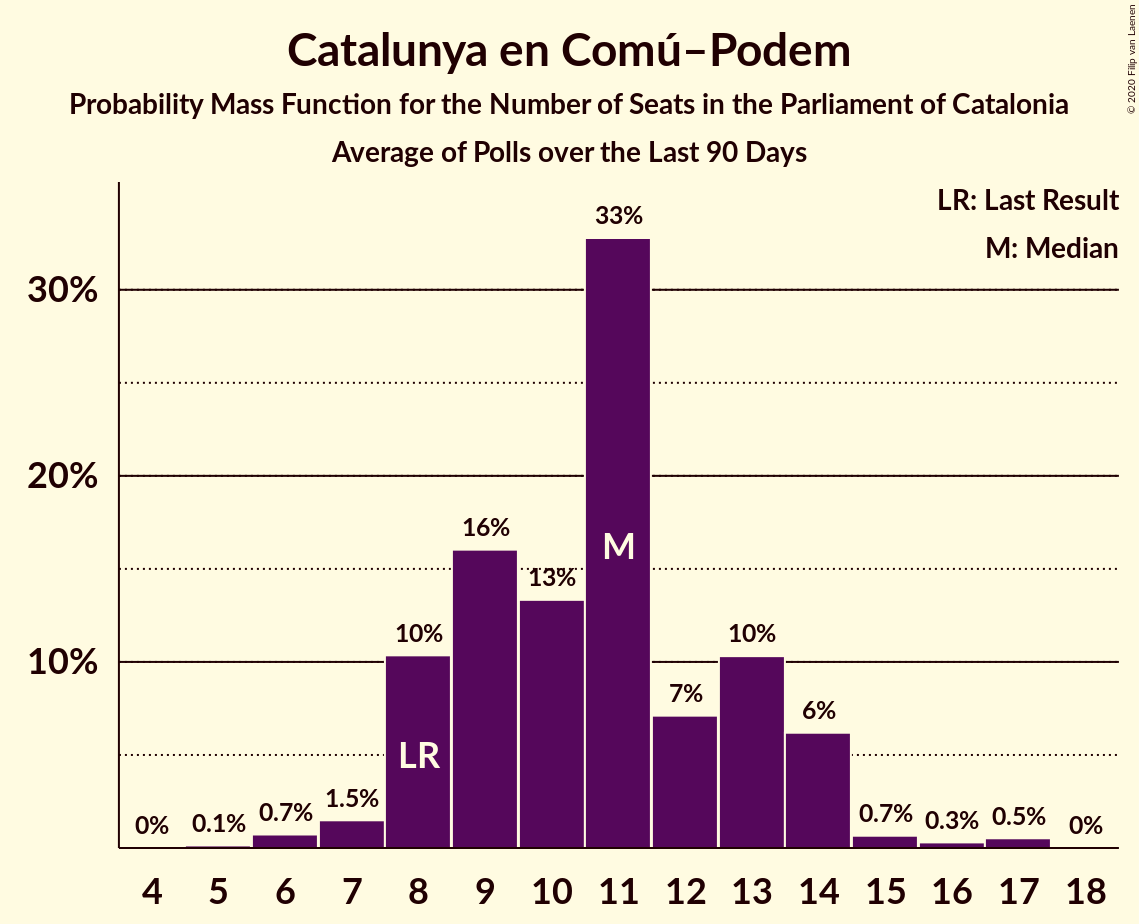 Catalunya en Comú–Podem
Probability Mass Function for the Number of Seats in the Parliament of Catalonia
Average of Polls over the Last 90 Days
© 2020 Filip van Laenen
LR: Last Result
M: Median
30%
20%
10%
0%
0.1%
0.7%
1.5%
10%
16%
13%
33%
7%
10%
6%
0.7%
0.3%
0.5%
0%
LR
M
4 5 6 7 8 9 10 11 12 13 14 15 16 17 18